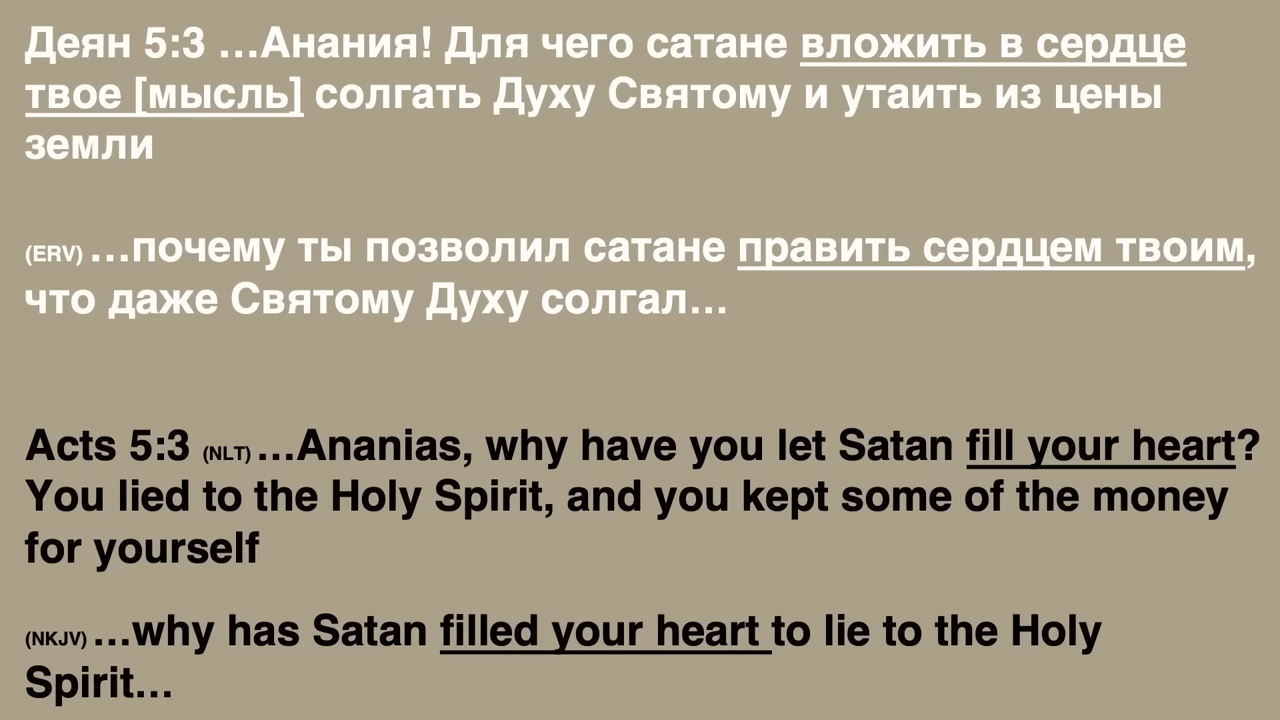 Деян 5:3 …Анания! Для чего сатане вложить в сердце
твое [мысль] солгать Духу Святому и утаить из цены
земли
(ERV) …почему ты позволил сатане править сердцем твоим,
что даже Святому Духу солгал…
Acts 5:3 (NLT) …Ananias, why have you let Satan fill your heart?
You lied to the Holy Spirit, and you kept some of the money
for yourself
(NKJV) …why has Satan filled your heart to lie to the Holy
Spirit…